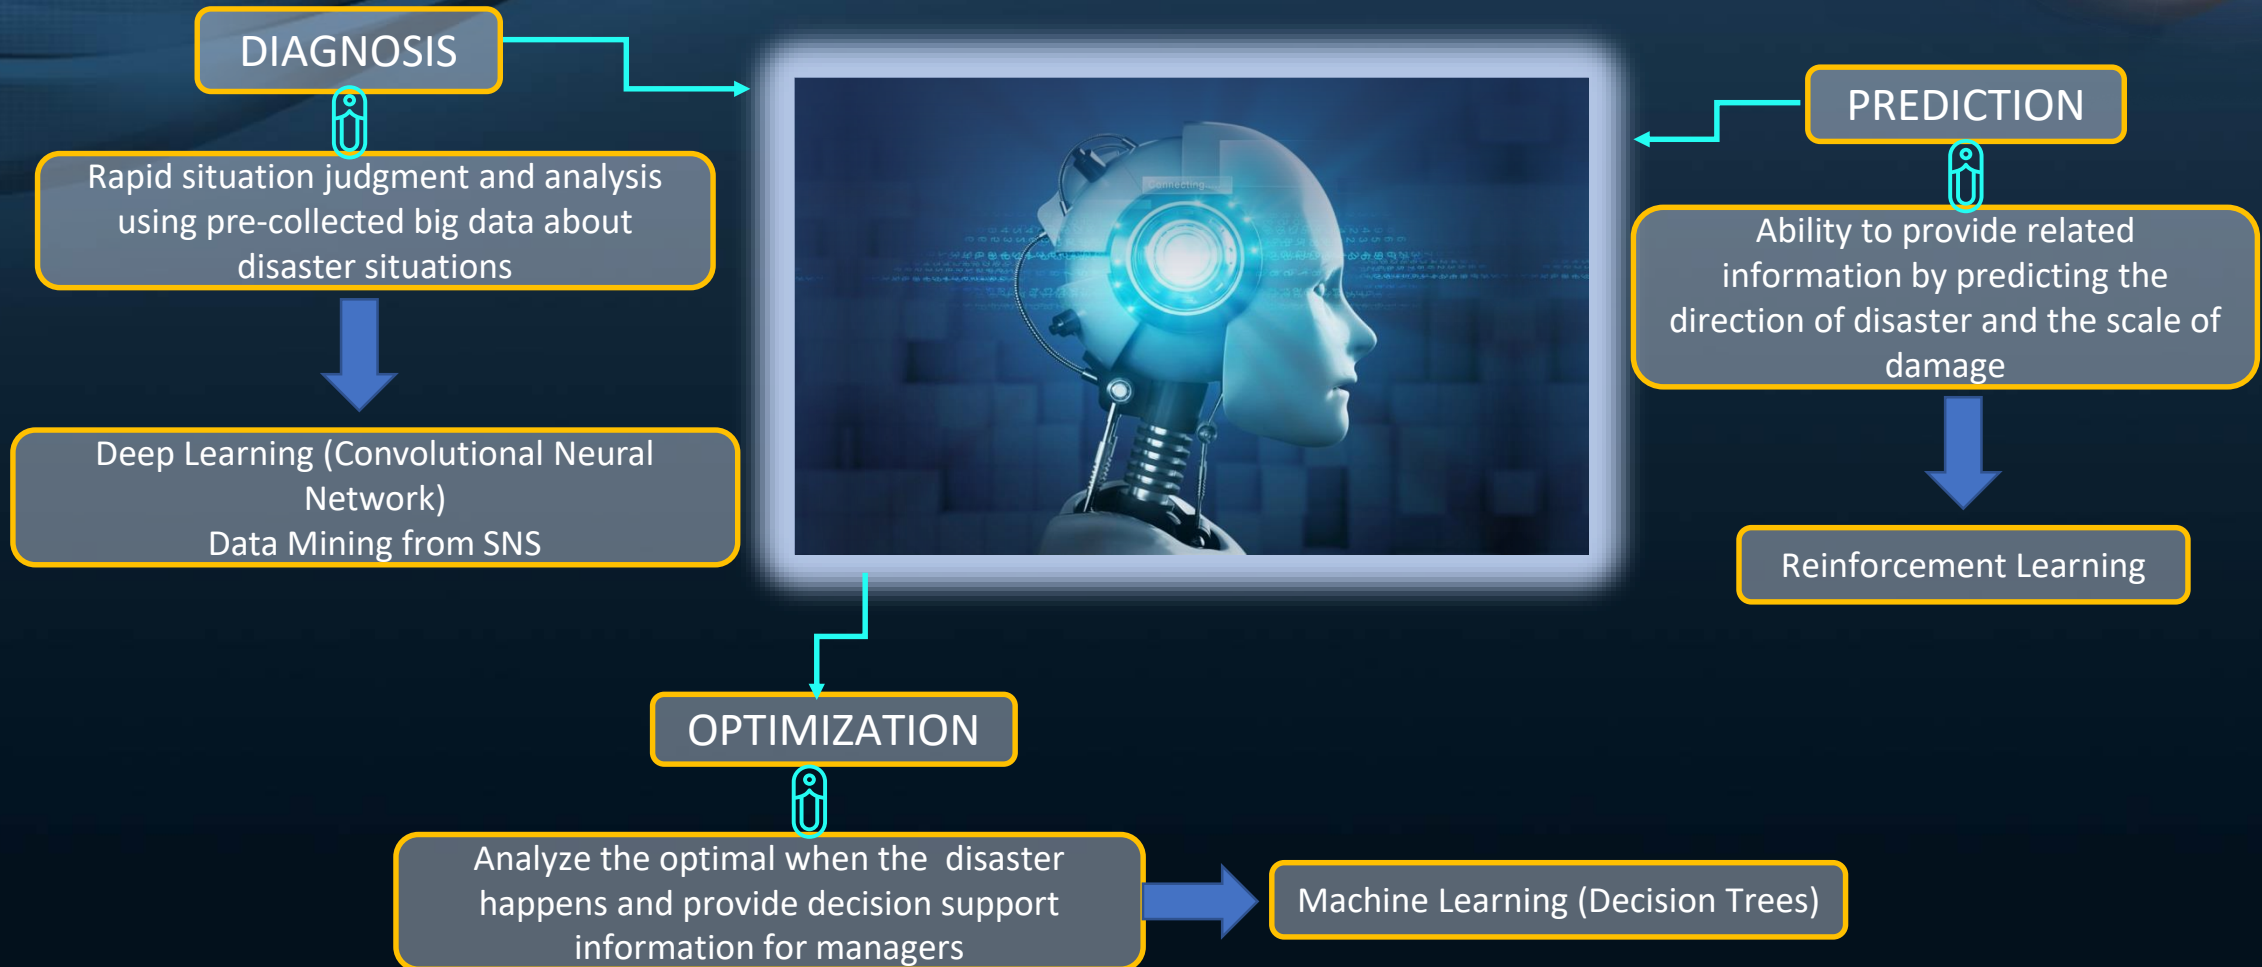 DIAGNOSIS
Rapid situation judgment and analysis
using pre-collected big data about
disaster situations
Deep Learning (Convolutional Neural
Network)
Data Mining from SNS
Connecting...
PREDICTION
Ability to provide related
information by predicting the
direction of disaster and the scale of
damage
Reinforcement Learning
OPTIMIZATION
Analyze the optimal when the disaster
happens and provide decision support
information for managers
Machine Learning (Decision Trees)